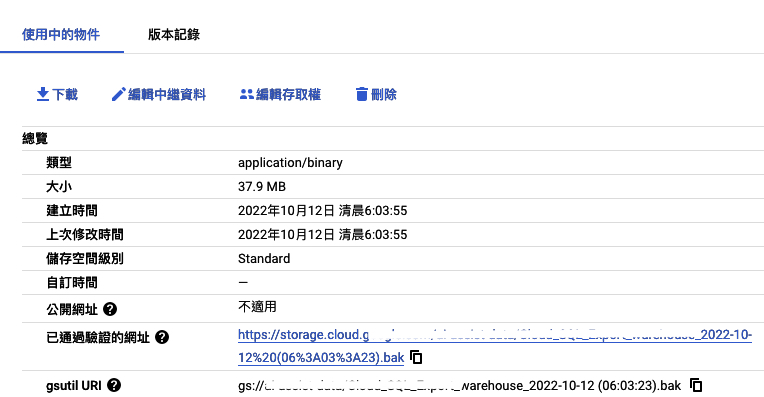 使用中的物件 版本記錄
下載 編輯中繼資料 編輯存取權 刪除
總覽
類型 application/binary
大小 37.9 MB
建立時間 2022年10月12日 清晨6:03:55
上次修改時間 2022年10月12日 清晨6:03:55
儲存空間級別 Standard
自訂時間 —
公開網址 ? 不適用
已通過驗證的網址 ? https://storage.cloud.g Cloud_SQL_Export_warehouse_2022-10-
12%20(06%3A03%3A23).bak
gsutil URI ? gs:// Cloud_SQL_Export_warehouse_2022-10-12 (06:03:23).bak